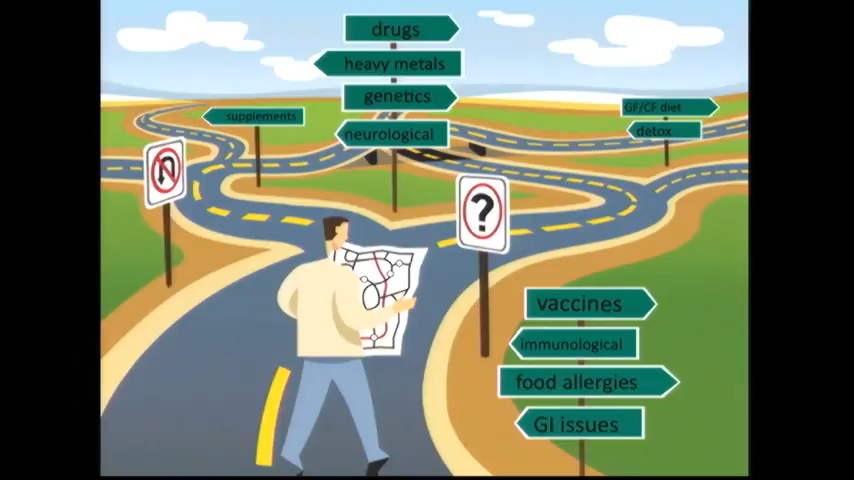 drugs
heavy metals
genetics
neurological
supplements
GF/CF diet
detox
?
vaccines
immunological
food allergies
GI issues